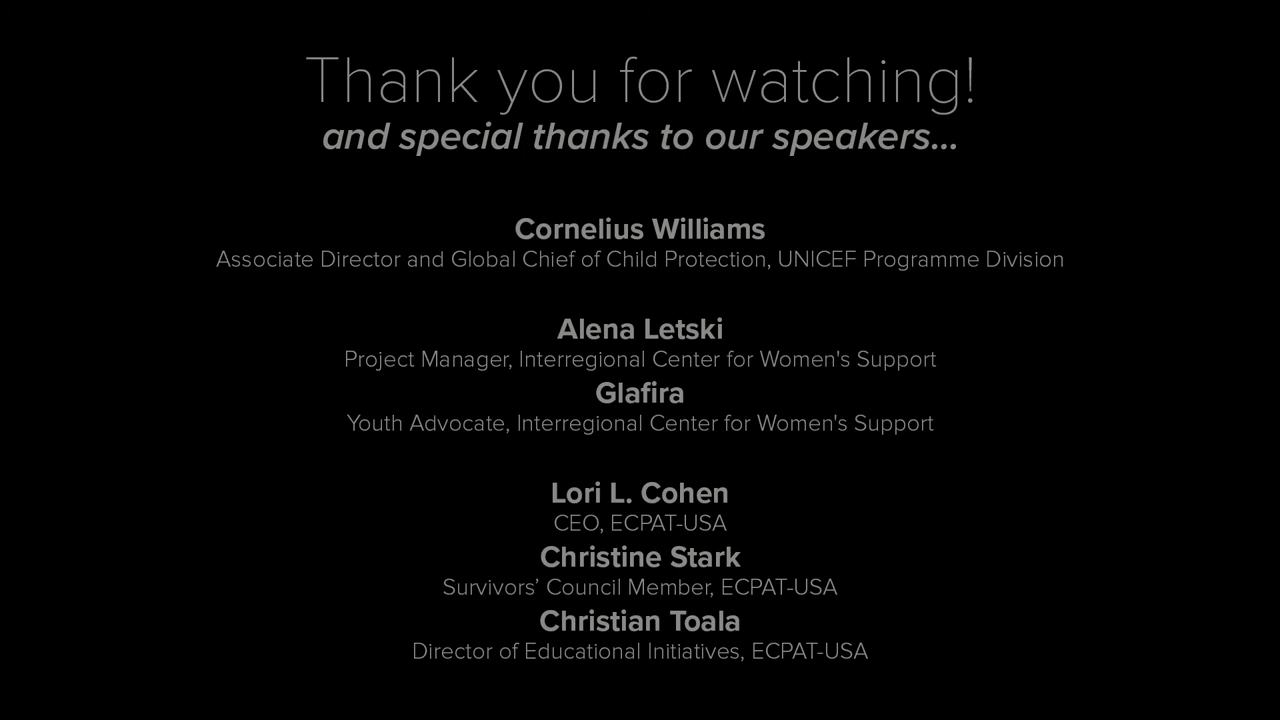 Thank you for watching!
and special thanks to our speakers...
Cornelius Williams
Associate Director and Global Chief of Child Protection, UNICEF Programme Division
Alena Letski
Project Manager, Interregional Center for Women's Support
Glafira
Youth Advocate, Interregional Center for Women's Support
Lori L. Cohen
CEO, ECPAT-USA
Christine Stark
Survivors’ Council Member, ECPAT-USA
Christian Toala
Director of Educational Initiatives, ECPAT-USA